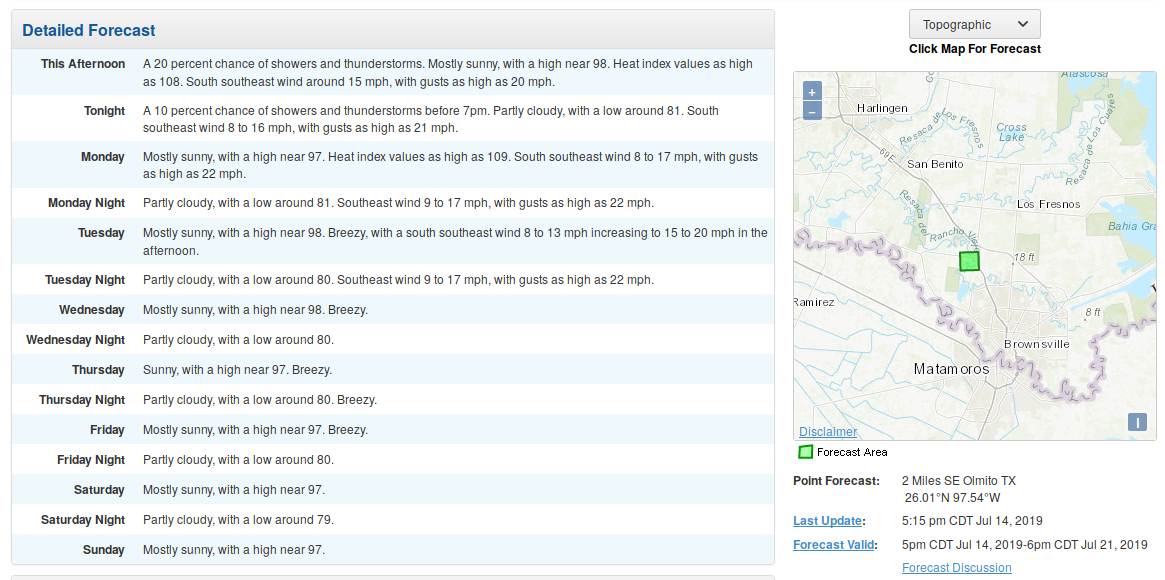 Detailed Forecast
This Afternoon A 20 percent chance of showers and thunderstorms. Mostly sunny, with a high near 98. Heat index values as high
as 108. South southeast wind around 15 mph, with gusts as high as 20 mph.
Tonight A 10 percent chance of showers and thunderstorms before 7pm. Partly cloudy, with a low around 81. South
southeast wind 8 to 16 mph, with gusts as high as 21 mph.
Monday Mostly sunny, with a high near 97. Heat index values as high as 109. South southeast wind 8 to 17 mph, with gusts
as high as 22 mph.
Monday Night Partly cloudy, with a low around 81. Southeast wind 9 to 17 mph, with gusts as high as 22 mph.
Tuesday Mostly sunny, with a high near 98. Breezy, with a south southeast wind 8 to 13 mph increasing to 15 to 20 mph in the
afternoon.
Tuesday Night Partly cloudy, with a low around 80. Southeast wind 9 to 17 mph, with gusts as high as 22 mph.
Wednesday Mostly sunny, with a high near 98. Breezy.
Wednesday Night Partly cloudy, with a low around 80.
Thursday Sunny, with a high near 97. Breezy.
Thursday Night Partly cloudy, with a low around 80. Breezy.
Friday Mostly sunny, with a high near 97. Breezy.
Friday Night Partly cloudy, with a low around 80.
Saturday Mostly sunny, with a high near 97.
Saturday Night Partly cloudy, with a low around 79.
Sunday Mostly sunny, with a high near 97.
Topographic
Click Map For Forecast
+
–
Atascosa
Harlingen
Resaca de Los Fresnos
Cross
Lake
Resaca de Los Cuates
69E
San Benito
Los Fresnos
Resaca del Rancho Viejo
Bahia Gra
18 ft
Ramirez
8 ft
Brownsville
Matamoros
Disclaimer
i
Forecast Area
Point Forecast: 2 Miles SE Olmito TX
26.01°N 97.54°W
Last Update: 5:15 pm CDT Jul 14, 2019
Forecast Valid: 5pm CDT Jul 14, 2019-6pm CDT Jul 21, 2019
Forecast Discussion